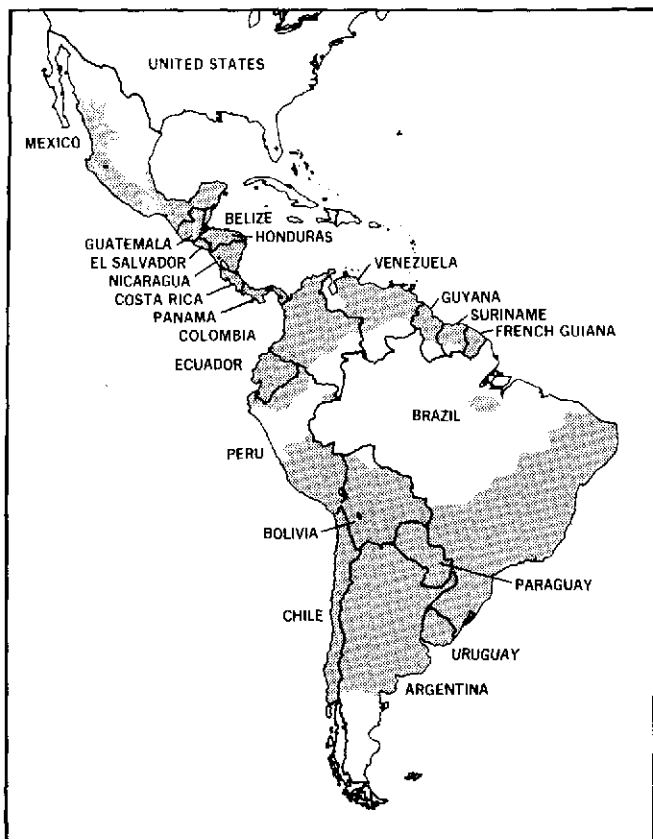 UNITED STATES
MEXICO
BELIZE
GUATEMALA
HONDURAS
EL SALVADOR
NICARAGUA
VENEZUELA
COSTA RICA
GUYANA
PANAMA
SURINAME
COLOMBIA
FRENCH GUIANA
ECUADOR
BRAZIL
PERU
BOLIVIA
PARAGUAY
CHILE
URUGUAY
ARGENTINA